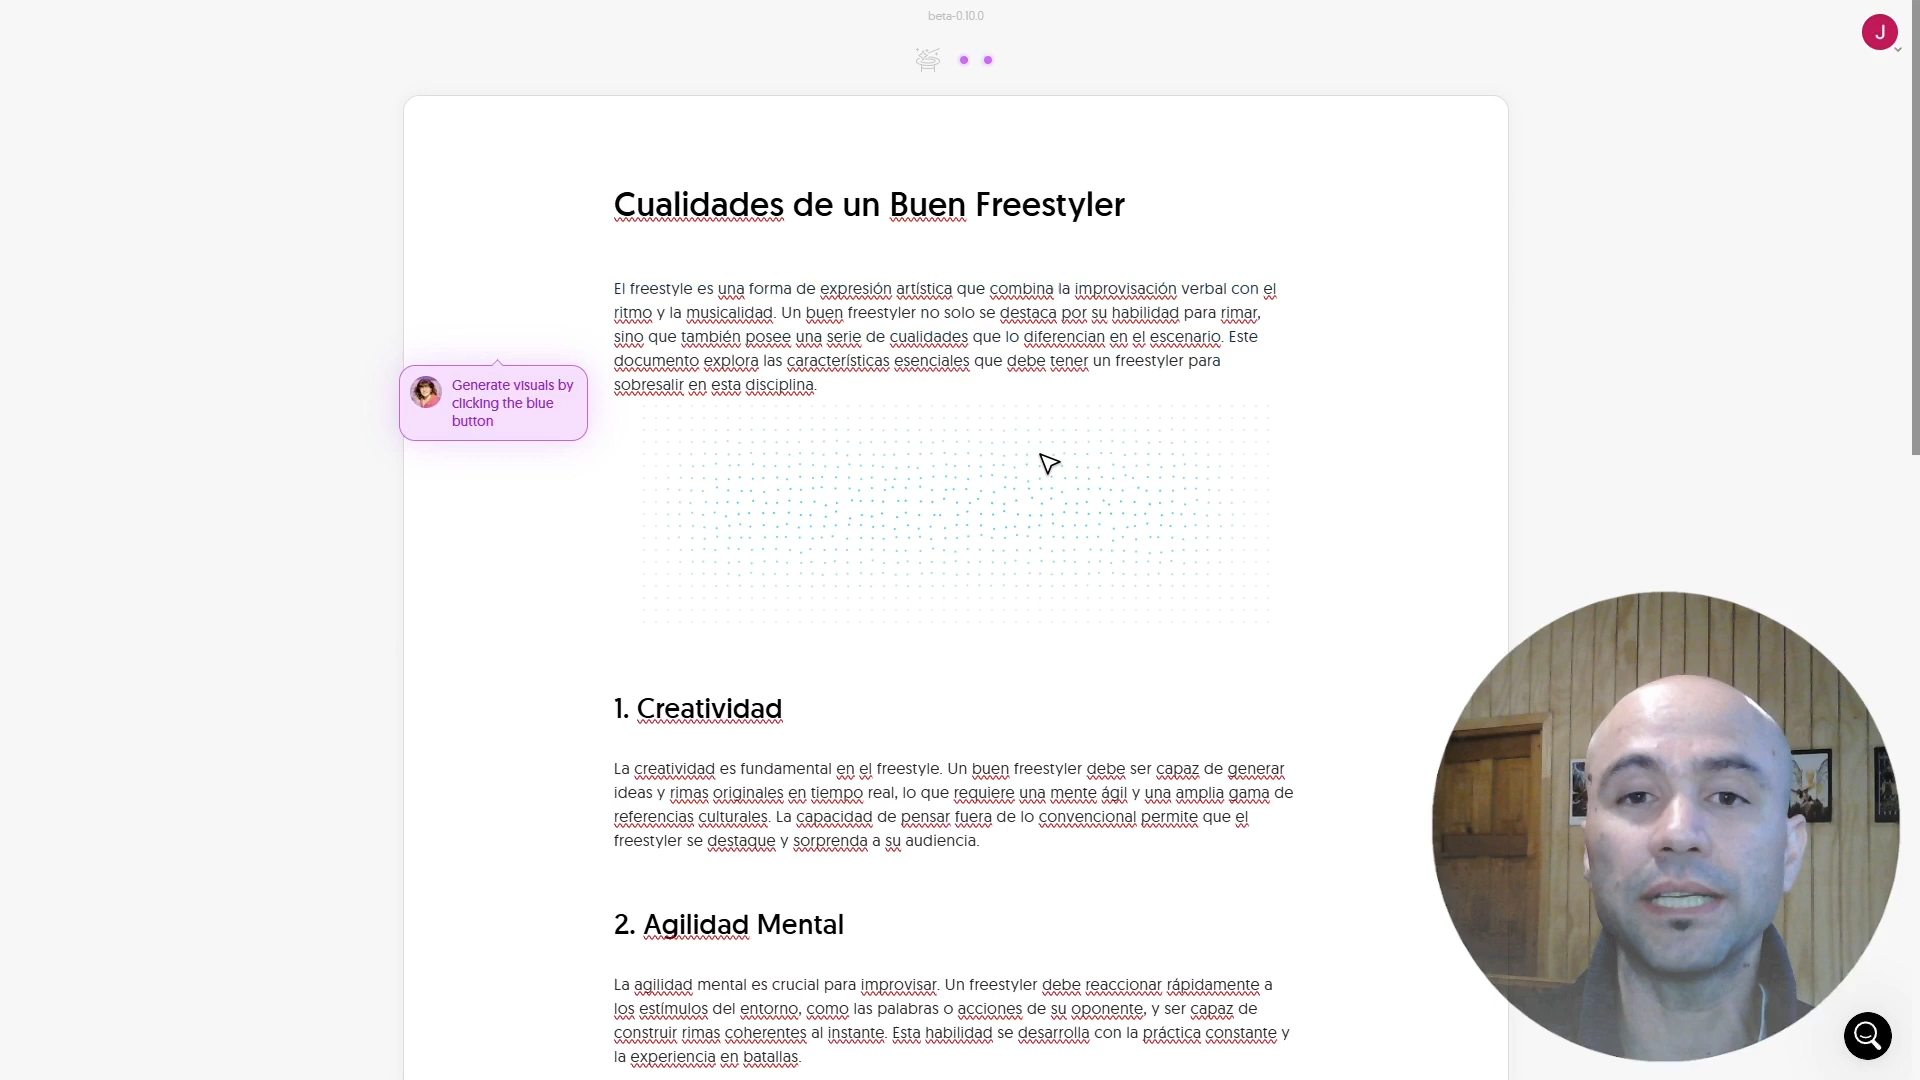 beta-0.10.0
J
Cualidades de un Buen Freestyler
El freestyle es una forma de expresión artística que combina la improvisación verbal con el
ritmo y la musicalidad. Un buen freestyler no solo se destaca por su habilidad para rimar,
sino que también posee una serie de cualidades que lo diferencian en el escenario. Este
documento explora las características esenciales que debe tener un freestyler para
sobresalir en esta disciplina.
Generate visuals by
clicking the blue
button
1. Creatividad
La creatividad es fundamental en el freestyle. Un buen freestyler debe ser capaz de generar
ideas y rimas originales en tiempo real, lo que requiere una mente ágil y una amplia gama de
referencias culturales. La capacidad de pensar fuera de lo convencional permite que el
freestyler se destaque y sorprenda a su audiencia.
2. Agilidad Mental
La agilidad mental es crucial para improvisar. Un freestyler debe reaccionar rápidamente a
los estímulos del entorno, como las palabras o acciones de su oponente, y ser capaz de
construir rimas coherentes al instante. Esta habilidad se desarrolla con la práctica constante y
la experiencia en batallas.